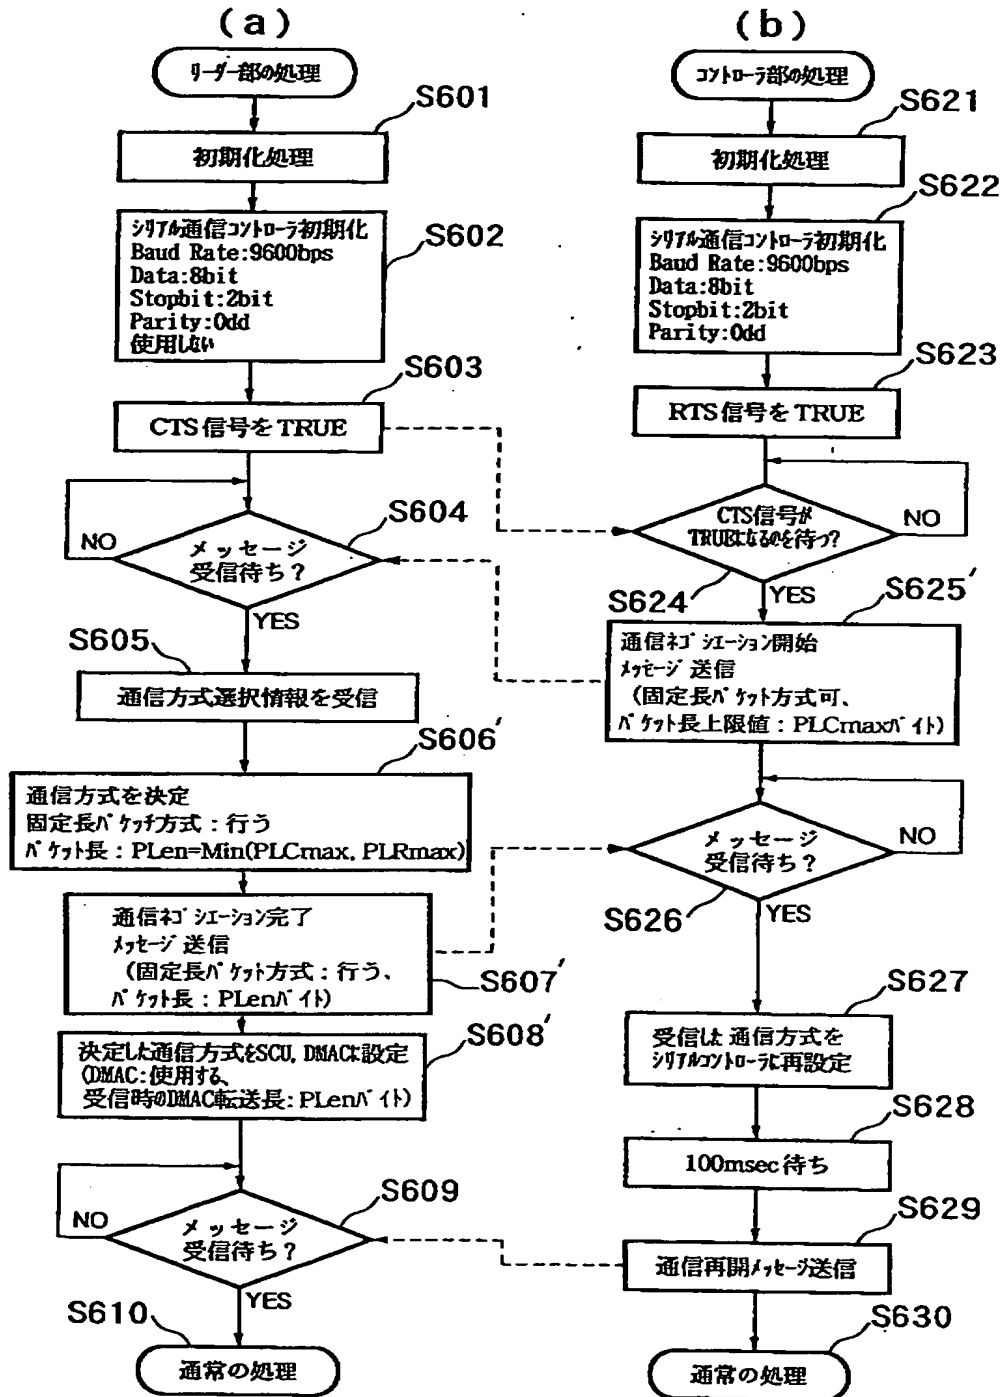 (a)
リーダー部の処理
S601
初期化処理
S602
シリアル通信コントローラ初期化
Baud Rate:9600bps
Data:8bit
Stopbit:2bit
Parity:Odd
使用しない
S603
CTS信号をTRUE
S604
メッセージ
受信待ち?
NO
YES
S605
通信方式選択情報を受信
S606'
通信方式を決定
固定長パケッチ方式:行う
パケット長:PLen=Min(PLCmax, PLRmax)
通信ネゴシエーション完了
メッセージ送信
(固定長パケット方式:行う、
パケット長:PLenバイト)
S607'
S608'
決定した通信方式をSCU, DMACに設定
(DMAC:使用する、
受信時のDMAC転送長:PLenバイト)
S609
メッセージ
受信待ち?
NO
YES
S610
通常の処理
(b)
コントローラ部の処理
S621
初期化処理
S622
シリアル通信コントローラ初期化
Baud Rate:9600bps
Data:8bit
Stopbit:2bit
Parity:Odd
S623
RTS信号をTRUE
CTS信号が
TRUEになるのを待つ?
NO
S624
YES
S625'
通信ネゴシエーション開始
メッセージ送信
(固定長パケット方式可、
パケット長上限値:PLCmaxバイト)
メッセージ
受信待ち?
NO
S626
YES
S627
受信した通信方式を
シリアルコントローラに再設定
S628
100msec待ち
S629
通信再開メッセージ送信
S630
通常の処理